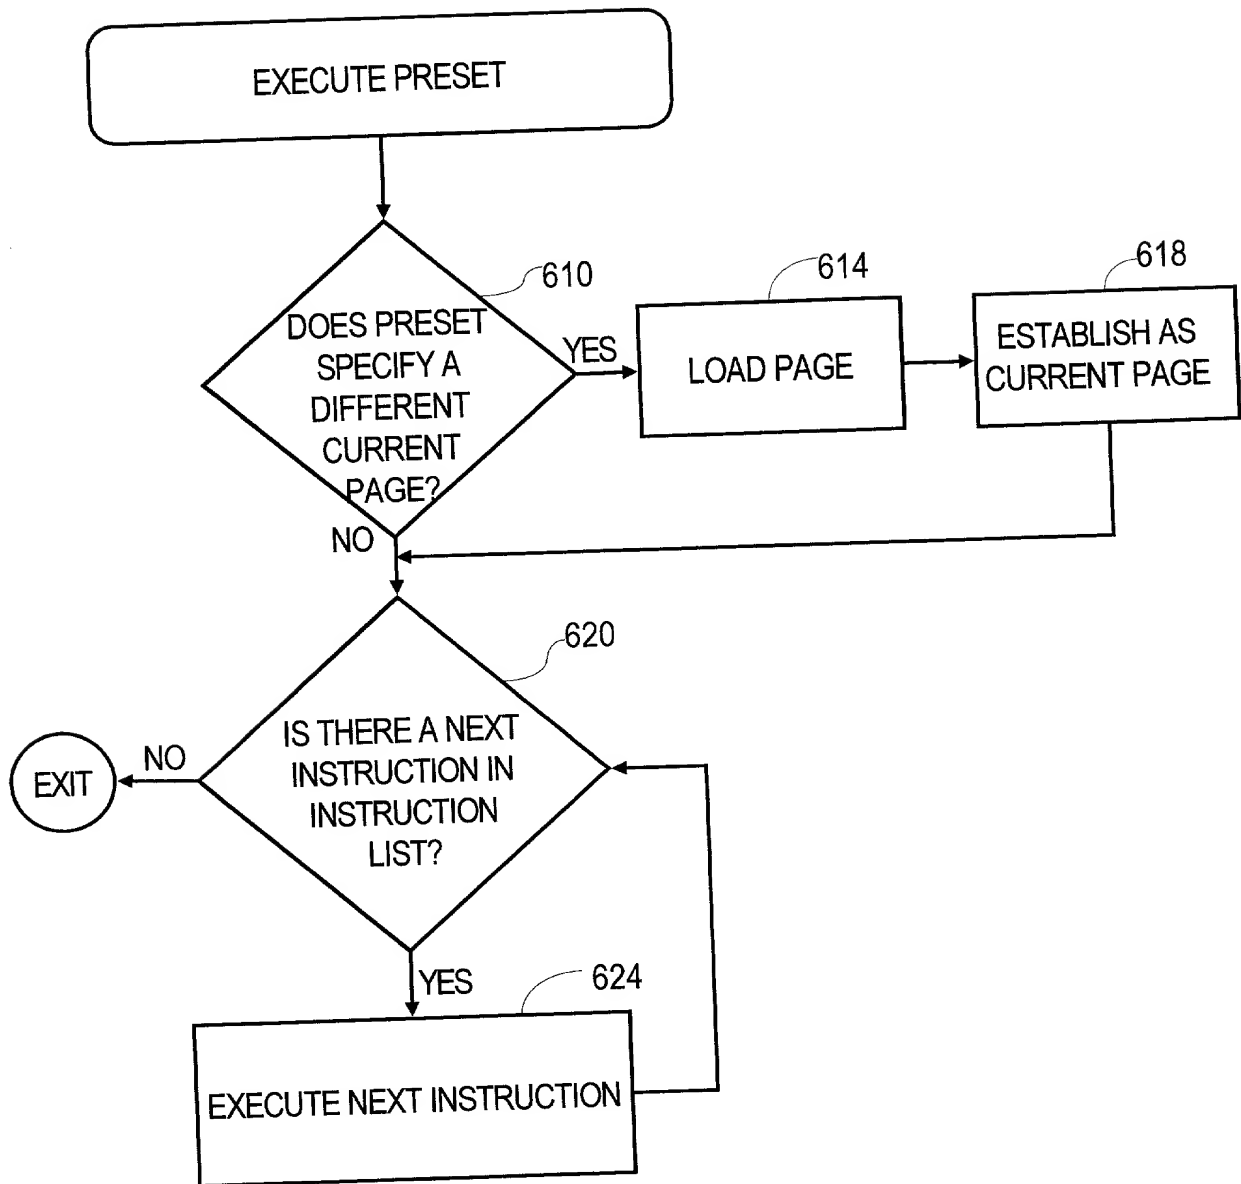 EXECUTE PRESET
610
DOES PRESET
SPECIFY A
DIFFERENT
CURRENT
PAGE?
YES
614
LOAD PAGE
618
ESTABLISH AS
CURRENT PAGE
NO
620
IS THERE A NEXT
INSTRUCTION IN
INSTRUCTION
LIST?
NO
EXIT
YES
624
EXECUTE NEXT INSTRUCTION